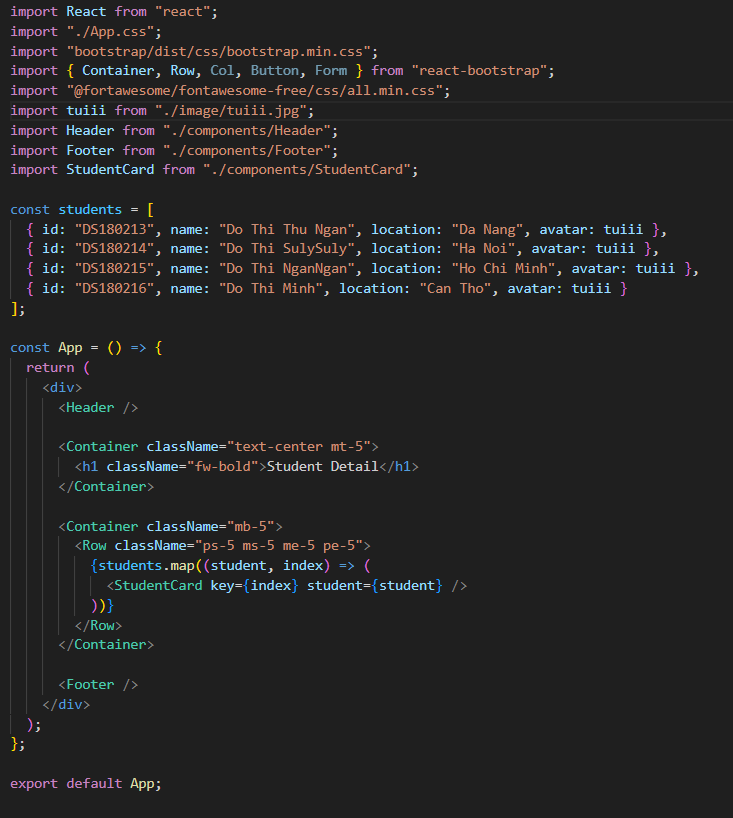 import React from "react";
import "./App.css";
import "bootstrap/dist/css/bootstrap.min.css";
import { Container, Row, Col, Button, Form } from "react-bootstrap";
import "@fortawesome/fontawesome-free/css/all.min.css";
import tuiii from "./image/tuiii.jpg";
import Header from "./components/Header";
import Footer from "./components/Footer";
import StudentCard from "./components/StudentCard";

const students = [
  { id: "DS180213", name: "Do Thi Thu Ngan", location: "Da Nang", avatar: tuiii },
  { id: "DS180214", name: "Do Thi SulySuly", location: "Ha Noi", avatar: tuiii },
  { id: "DS180215", name: "Do Thi NganNgan", location: "Ho Chi Minh", avatar: tuiii },
  { id: "DS180216", name: "Do Thi Minh", location: "Can Tho", avatar: tuiii }
];

const App = () => {
  return (
    <div>
      <Header />

      <Container className="text-center mt-5">
        <h1 className="fw-bold">Student Detail</h1>
      </Container>

      <Container className="mb-5">
        <Row className="ps-5 ms-5 me-5 pe-5">
          {students.map((student, index) => (
            <StudentCard key={index} student={student} />
          ))}
        </Row>
      </Container>

      <Footer />
    </div>
  );
};

export default App;